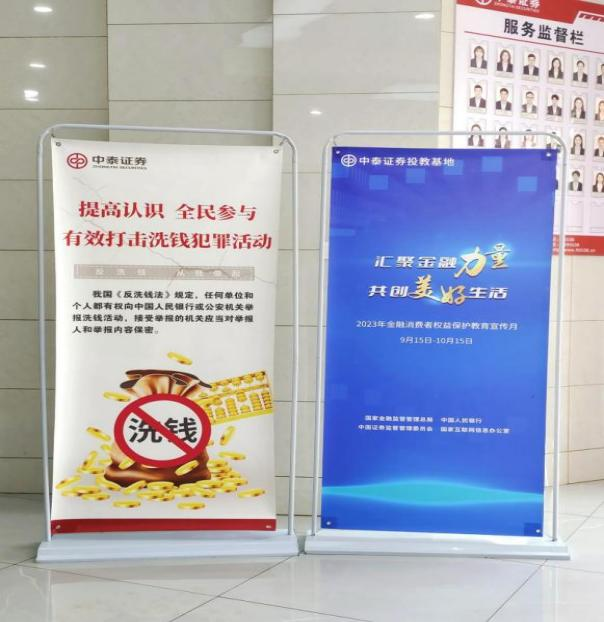 中泰证券
ZHONGTAI SECURITIES
提高认识 全民参与
有效打击洗钱犯罪活动
反洗钱 从我做起
我国《反洗钱法》规定，任何单位和
个人都有权向中国人民银行或公安机关举
报洗钱活动，接受举报的机关应当对举报
人和举报内容保密。
洗钱
中泰证券投教基地
汇聚金融力量
共创美好生活
2023年金融消费者权益保护教育宣传月
9月15日-10月15日
国家金融监督管理总局 中国人民银行
中国证券监督管理委员会 国家互联网信息办公室
中泰证券
服务监督栏